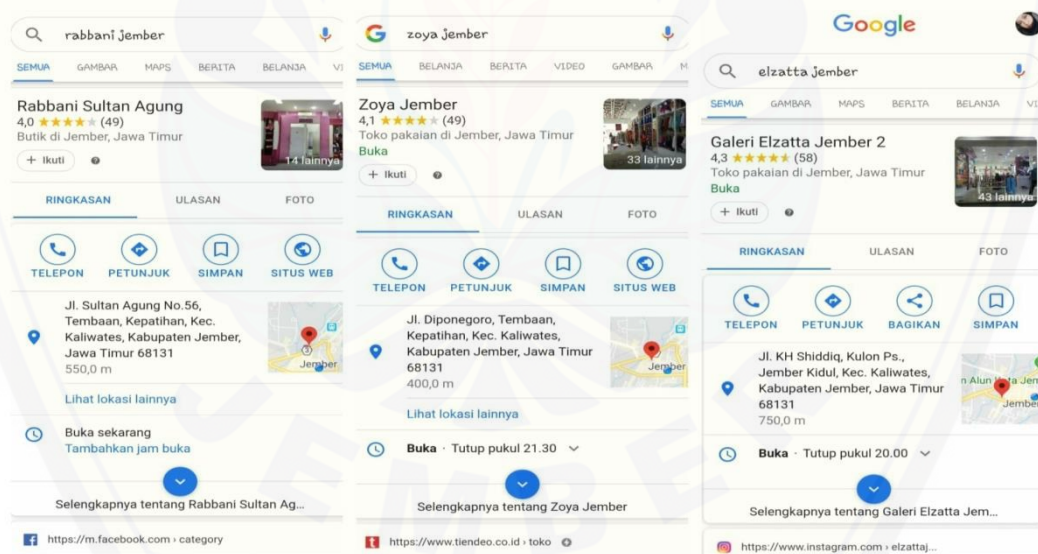 rabbani jember
SEMUA GAMBAR MAPS BERITA BELANJA VI
Rabbani Sultan Agung
4,0 ★★★★★ (49)
Butik di Jember, Jawa Timur
+ Ikuti
14 lainnya
RINGKASAN ULASAN FOTO
TELEPON PETUNJUK SIMPAN SITUS WEB
Jl. Sultan Agung No.56,
Tembaan, Kepatihan, Kec.
Kaliwates, Kabupaten Jember,
Jawa Timur 68131
550,0 m
Jember
Lihat lokasi lainnya
Buka sekarang
Tambahkan jam buka
Selengkapnya tentang Rabbani Sultan Ag...
https://m.facebook.com › category
zoya jember
SEMUA BELANJA BERITA VIDEO GAMBAR M
Zoya Jember
4,1 ★★★★★ (49)
Toko pakaian di Jember, Jawa Timur
Buka
+ Ikuti
33 lainnya
RINGKASAN ULASAN FOTO
TELEPON PETUNJUK SIMPAN SITUS WEB
Jl. Diponegoro, Tembaan,
Kepatihan, Kec. Kaliwates,
Kabupaten Jember, Jawa Timur
68131
400,0 m
Jember
Lihat lokasi lainnya
Buka · Tutup pukul 21.30
Selengkapnya tentang Zoya Jember
https://www.tiendeo.co.id › toko
Google
elzatta jember
SEMUA GAMBAR MAPS BERITA BELANJA VI
Galeri Elzatta Jember 2
4,3 ★★★★★ (58)
Toko pakaian di Jember, Jawa Timur
Buka
+ Ikuti
43 lainnya
RINGKASAN ULASAN FOTO
TELEPON PETUNJUK BAGIKAN SIMPAN
Jl. KH Shiddiq, Kulon Ps.,
Jember Kidul, Kec. Kaliwates,
Kabupaten Jember, Jawa Timur
68131
750,0 m
Jember
Buka · Tutup pukul 20.00
Selengkapnya tentang Galeri Elzatta Jem...
https://www.instagram.com › elzattaj...
JEMBER